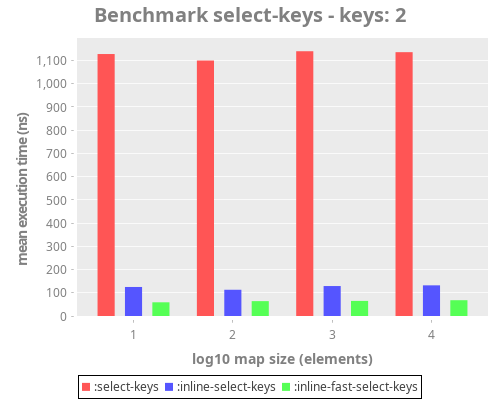 Benchmark select-keys - keys: 2
mean execution time (ns)
1,100
1,000
900
800
700
600
500
400
300
200
100
0
1 2 3 4
log10 map size (elements)
:select-keys :inline-select-keys :inline-fast-select-keys